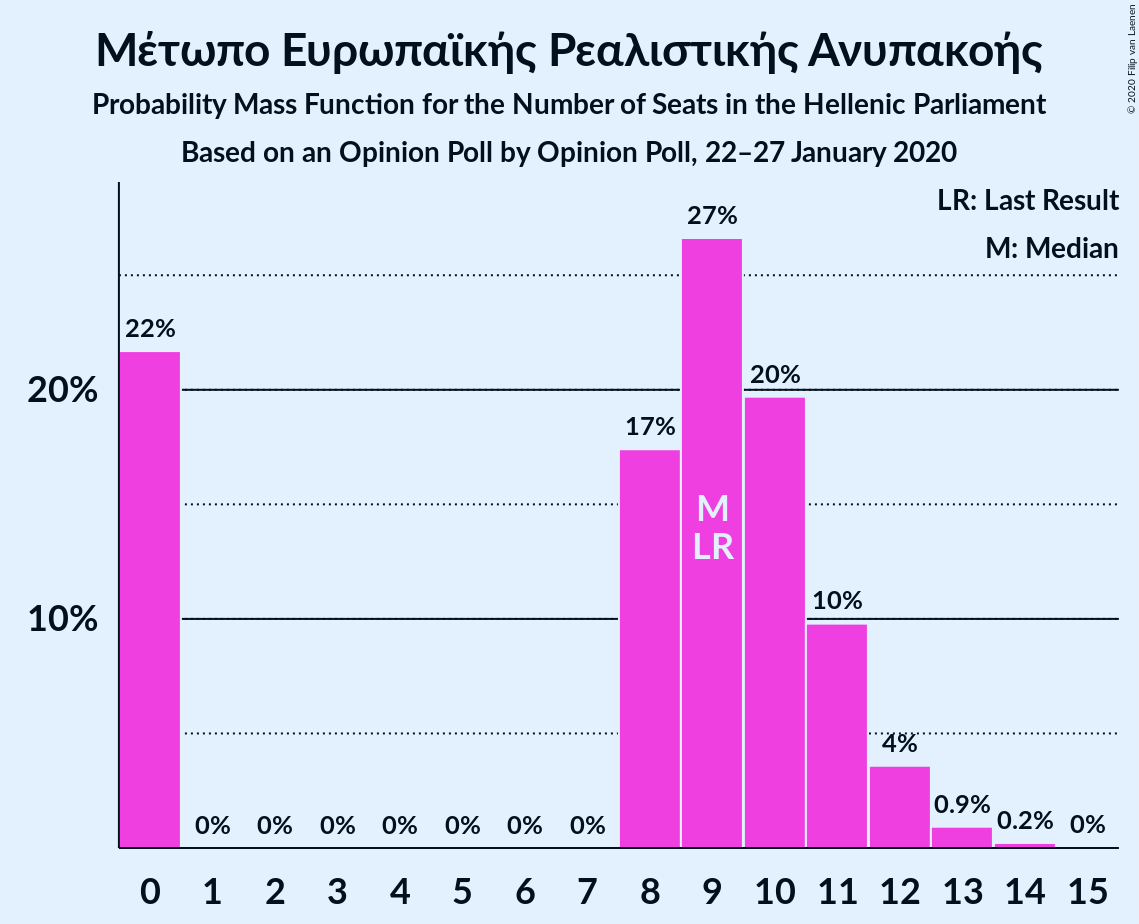 Μέτωπο Ευρωπαϊκής Ρεαλιστικής Ανυπακοής
Probability Mass Function for the Number of Seats in the Hellenic Parliament
Based on an Opinion Poll by Opinion Poll, 22–27 January 2020
© 2020 Filip van Laenen
LR: Last Result
M: Median
27%
22%
20%
20%
17%
M
LR
10%
10%
4%
0.9%
0.2%
0%
0%
0%
0%
0%
0%
0%
0%
0 1 2 3 4 5 6 7 8 9 10 11 12 13 14 15